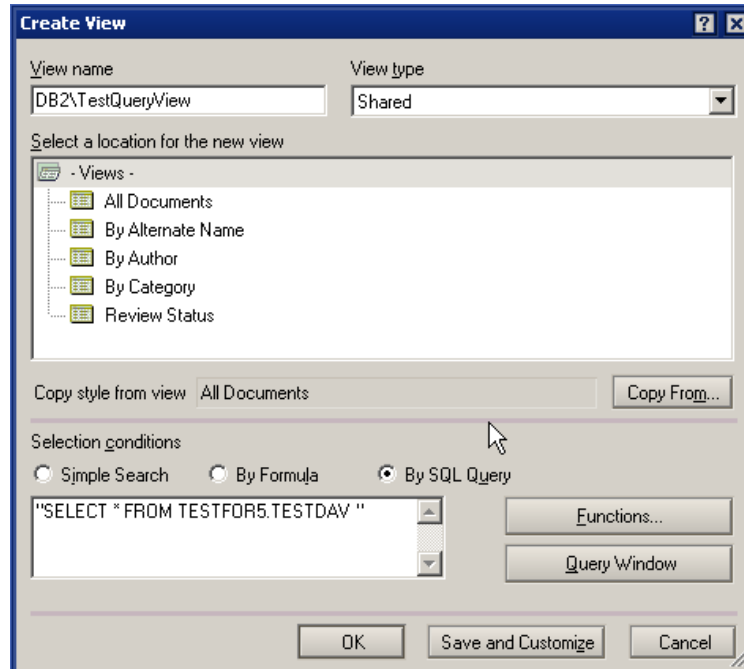 Create View
View name View type
DB2\TestQueryView Shared
Select a location for the new view
- Views -
All Documents
By Alternate Name
By Author
By Category
Review Status
Copy style from view All Documents Copy From...
Selection conditions
Simple Search By Formula By SQL Query
"SELECT * FROM TESTFOR5.TESTDAV " Functions...
Query Window
OK Save and Customize Cancel